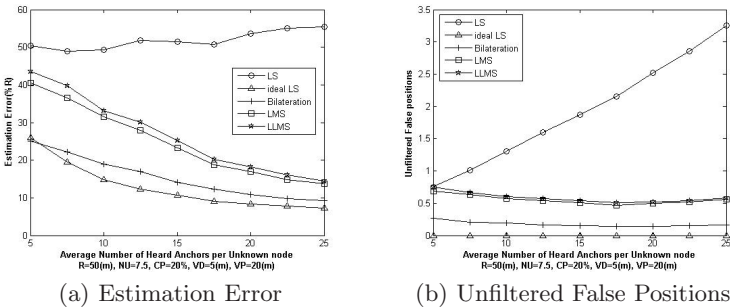 a.
60
50
40
30
20
10
0
Estimation Error(%R)
LS
ideal LS
Bilateration
LMS
LLMS
5
10
15
20
25
Average Number of Heard Anchors per Unknown node
R=50(m), NU=7.5, CP=20%, VD=5(m), VP=20(m)
(a) Estimation Error
b.
3.5
3
2.5
2
1.5
1
0.5
0
Unfiltered False positions
LS
ideal LS
Bilateration
LMS
LLMS
5
10
15
20
25
Average Number of Heard Anchors per Unknown node
R=50(m), NU=7.5, CP=20%, VD=5(m), VP=20(m)
(b) Unfiltered False Positions